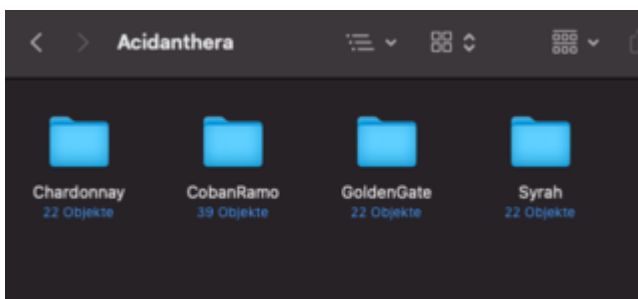 Acidanthera
Chardonnay CobanRamo GoldenGate Syrah
22 Objekte 39 Objekte 22 Objekte 22 Objekte